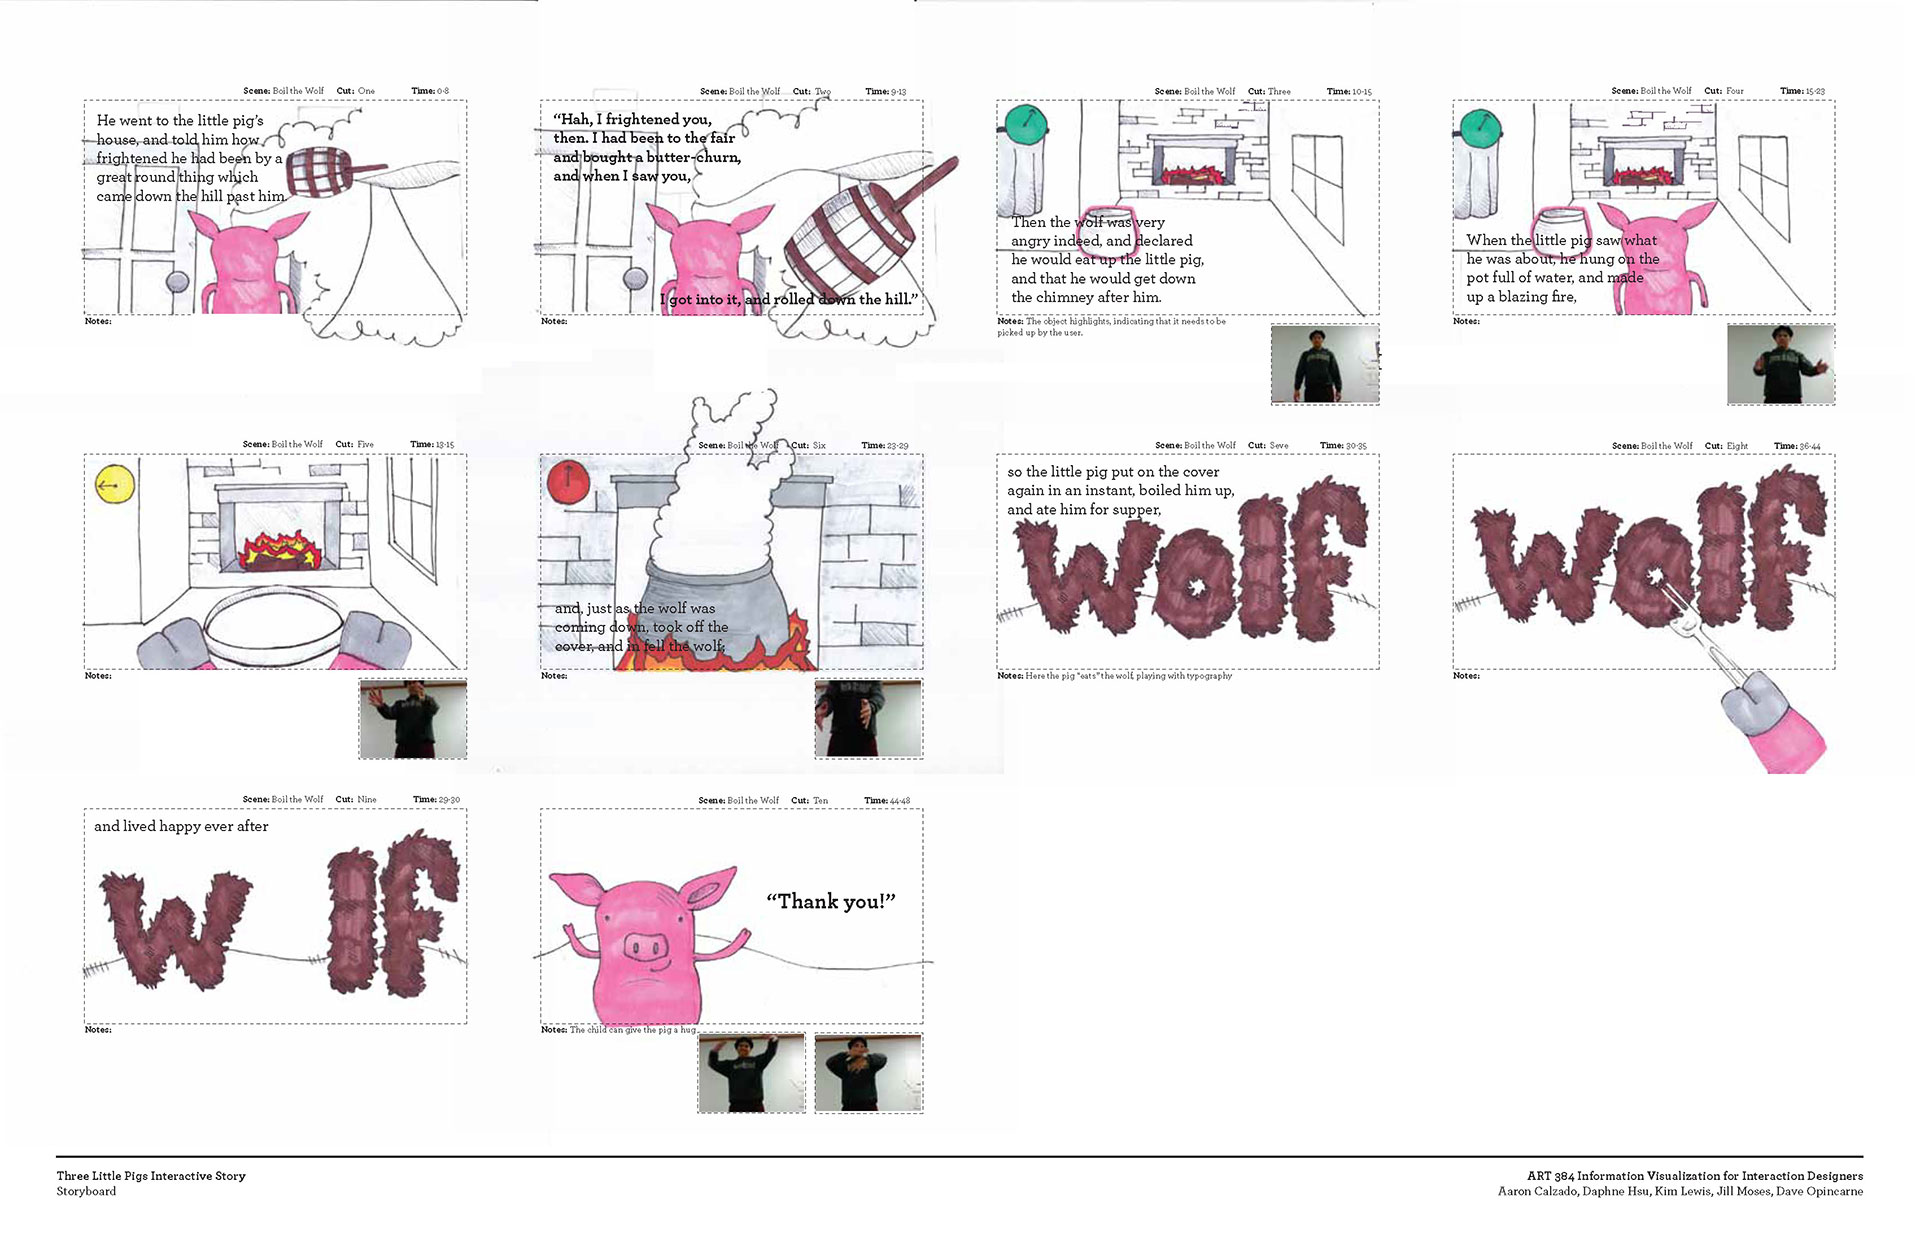 Scene: Boil the Wolf Cut: One Time: 0-8
He went to the little pig's
house, and told him how
frightened he had been by a
great round thing which
came down the hill past him.
Notes:
Scene: Boil the Wolf Cut: Two Time: 9-13
“Hah, I frightened you,
then. I had been to the fair
and bought a butter-churn,
and when I saw you,
I got into it, and rolled down the hill.”
Notes:
Scene: Boil the Wolf Cut: Three Time: 10-15
Then the wolf was very
angry indeed, and declared
he would eat up the little pig,
and that he would get down
the chimney after him.
Notes: The object highlights, indicating that it needs to be
picked up by the user.
Scene: Boil the Wolf Cut: Four Time: 15-23
When the little pig saw what
he was about, he hung on the
pot full of water, and made
up a blazing fire,
Notes:
Scene: Boil the Wolf Cut: Five Time: 13-15
Notes:
Scene: Boil the Wolf Cut: Six Time: 23-29
and, just as the wolf was
coming down, took off the
cover, and in fell the wolf;
Notes:
Scene: Boil the Wolf Cut: Seve Time: 30-35
so the little pig put on the cover
again in an instant, boiled him up,
and ate him for supper,
wolf
Notes: Here the pig "eats" the wolf, playing with typography
Scene: Boil the Wolf Cut: Eight Time: 36-44
wolf
Notes:
Scene: Boil the Wolf Cut: Nine Time: 29-30
and lived happy ever after
w lf
Notes:
Scene: Boil the Wolf Cut: Ten Time: 44-48
“Thank you!”
Notes: The child can give the pig a hug.
Three Little Pigs Interactive Story
Storyboard
ART 384 Information Visualization for Interaction Designers
Aaron Calzado, Daphne Hsu, Kim Lewis, Jill Moses, Dave Opincarne